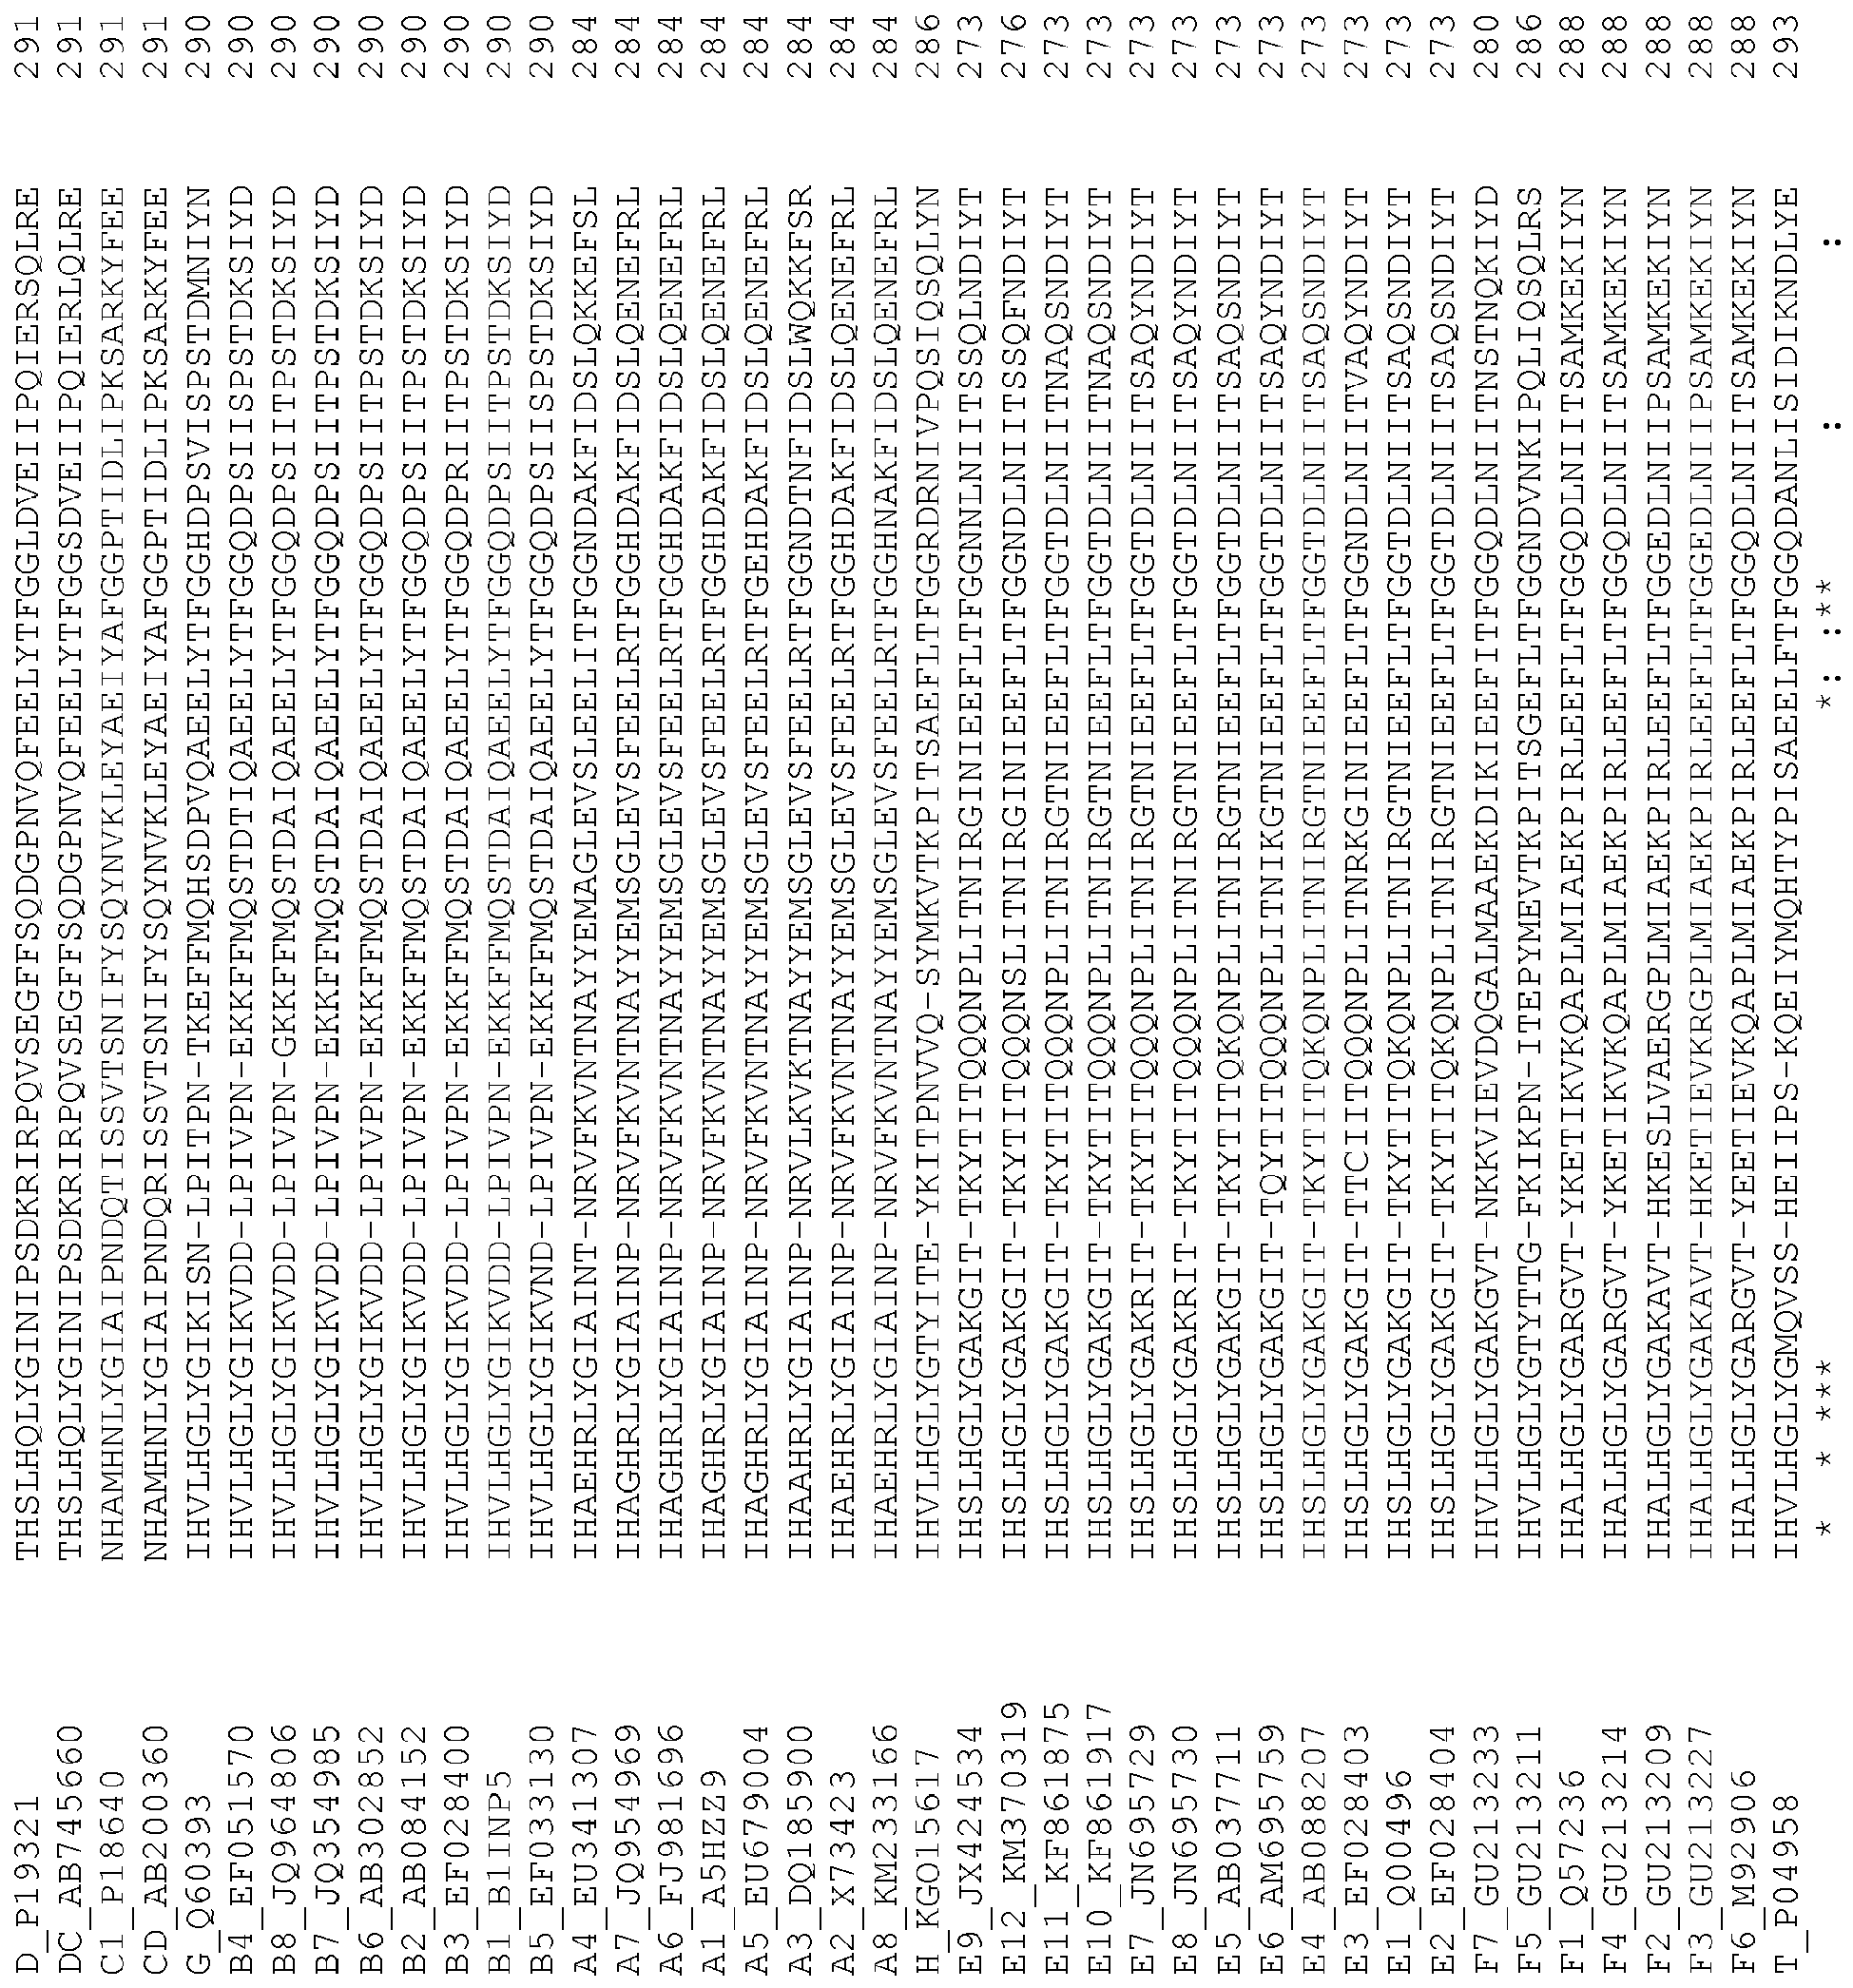 D_P19321 THSLHQLYGINIPSDKRIRPQVSEGFFSQDGPNVQFEELYTFGGLDVEIIPQIERSQLRE 291
DC_AB745660 THSLHQLYGINIPSDKRIRPQVSEGFFSQDGPNVQFEELYTFGGSDVEIIPQIERLQLRE 291
C1_P18640 NHAMHNLYGIAIPNDQTISSVTSNIFYSQYNVKLEYAEIYAFGGPTIDLIPKSARKYFEE 291
CD_AB200360 NHAMHNLYGIAIPNDQRISSVTSNIFYSQYNVKLEYAEIYAFGGPTIDLIPKSARKYFEE 291
G_Q60393 IHVLHGLYGIKISN-LPITPN-TKEFFMQHSDPVQAEELYTFGGHDPSVISPSTDMNIYN 290
B4_EF051570 IHVLHGLYGIKVDD-LPIVPN-EKKFFMQSTDTIQAEELYTFGGQDPSIISPSTDKSIYD 290
B8_JQ964806 IHVLHGLYGIKVDD-LPIVPN-GKKFFMQSTDAIQAEELYTFGGQDPSIITPSTDKSIYD 290
B7_JQ354985 IHVLHGLYGIKVDD-LPIVPN-EKKFFMQSTDAIQAEELYTFGGQDPSIITPSTDKSIYD 290
B6_AB302852 IHVLHGLYGIKVDD-LPIVPN-EKKFFMQSTDAIQAEELYTFGGQDPSIITPSTDKSIYD 290
B2_AB084152 IHVLHGLYGIKVDD-LPIVPN-EKKFFMQSTDAIQAEELYTFGGQDPSIITPSTDKSIYD 290
B3_EF028400 IHVLHGLYGIKVDD-LPIVPN-EKKFFMQSTDAIQAEELYTFGGQDPRIITPSTDKSIYD 290
B1_B1INP5 IHVLHGLYGIKVDD-LPIVPN-EKKFFMQSTDAIQAEELYTFGGQDPSIITPSTDKSIYD 290
B5_EF033130 IHVLHGLYGIKVND-LPIVPN-EKKFFMQSTDAIQAEELYTFGGQDPSIISPSTDKSIYD 290
A4_EU341307 IHAEHRLYGIAINT-NRVFKVNTNAYYEMAGLEVSLEELITFGGNDAKFIDSLQKKEFSL 284
A7_JQ954969 IHAGHRLYGIAINP-NRVFKVNTNAYYEMSGLEVSFEELRTFGGHDAKFIDSLQENEFRL 284
A6_FJ981696 IHAGHRLYGIAINP-NRVFKVNTNAYYEMSGLEVSFEELRTFGGHDAKFIDSLQENEFRL 284
A1_A5HZZ9 IHAGHRLYGIAINP-NRVFKVNTNAYYEMSGLEVSFEELRTFGGHDAKFIDSLQENEFRL 284
A5_EU679004 IHAGHRLYGIAINP-NRVFKVNTNAYYEMSGLEVSFEELRTFGEHDAKFIDSLQENEFRL 284
A3_DQ185900 IHAAHRLYGIAINP-NRVLKVKTNAYYEMSGLEVSFEELRTFGGNDTNFIDSLWQKKFSR 284
A2_X73423 IHAEHRLYGIAINP-NRVFKVNTNAYYEMSGLEVSFEELRTFGGHDAKFIDSLQENEFRL 284
A8_KM233166 IHAEHRLYGIAINP-NRVFKVNTNAYYEMSGLEVSFEELRTFGGHNAKFIDSLQENEFRL 284
H_KGO15617 IHVLHGLYGTYITE-YKITPNVVQ-SYMKVTKPITSAEFLTFGGRDRNIVPQSIQSQLYN 286
E9_JX424534 IHSLHGLYGAKGIT-TKYTITQQQNPLITNIRGINIEEFLTFGGNNLNIITSSQLNDIYT 273
E12_KM370319 IHSLHGLYGAKGIT-TKYTITQQQNSLITNIRGINIEEFLTFGGNDLNIITSSQFNDIYT 276
E11_KF861875 IHSLHGLYGAKGIT-TKYTITQQQNPLITNIRGTNIEEFLTFGGTDLNIITNAQSNDIYT 273
E10_KF861917 IHSLHGLYGAKGIT-TKYTITQQQNPLITNIRGTNIEEFLTFGGTDLNIITNAQSNDIYT 273
E7_JN695729 IHSLHGLYGAKRIT-TKYTITQQQNPLITNIRGTNIEEFLTFGGTDLNIITSAQYNDIYT 273
E8_JN695730 IHSLHGLYGAKRIT-TKYTITQQQNPLITNIRGTNIEEFLTFGGTDLNIITSAQYNDIYT 273
E5_AB037711 IHSLHGLYGAKGIT-TKYTITQKQNPLITNIRGTNIEEFLTFGGTDLNIITSAQSNDIYT 273
E6_AM695759 IHSLHGLYGAKGIT-TQYTITQQQNPLITNIKGTNIEEFLTFGGTDLNIITSAQYNDIYT 273
E4_AB088207 IHSLHGLYGAKGIT-TKYTITQKQNPLITNIRGTNIEEFLTFGGTDLNIITSAQSNDIYT 273
E3_EF028403 IHSLHGLYGAKGIT-TTCIITQQQNPLITNRKGINIEEFLTFGGNDLNIITVAQYNDIYT 273
E1_Q00496 IHSLHGLYGAKGIT-TKYTITQKQNPLITNIRGTNIEEFLTFGGTDLNIITSAQSNDIYT 273
E2_EF028404 IHSLHGLYGAKGIT-TKYTITQKQNPLITNIRGTNIEEFLTFGGTDLNIITSAQSNDIYT 273
F7_GU213233 IHVLHGLYGAKGVT-NKKVIEVDQGALMAAEKDIKIEEFITFGGQDLNIITNSTNQKIYD 280
F5_GU213211 IHVLHGLYGTYTTG-FKIKPN-ITEPYMEVTKPITSGEFLTFGGNDVNKIPQLIQSQLRS 286
F1_Q57236 IHALHGLYGARGVT-YKETIKVKQAPLMIAEKPIRLEEFLTFGGQDLNIITSAMKEKIYN 288
F4_GU213214 IHALHGLYGARGVT-YKETIKVKQAPLMIAEKPIRLEEFLTFGGQDLNIITSAMKEKIYN 288
F2_GU213209 IHALHGLYGAKAVT-HKESLVAERGPLMIAEKPIRLEEFLTFGGEDLNIIPSAMKEKIYN 288
F3_GU213227 IHALHGLYGAKAVT-HKETIEVKRGPLMIAEKPIRLEEFLTFGGEDLNIIPSAMKEKIYN 288
F6_M92906 IHALHGLYGARGVT-YEETIEVKQAPLMIAEKPIRLEEFLTFGGQDLNIITSAMKEKIYN 288
T_P04958 IHVLHGLYGMQVSS-HEIIPS-KQEIYMQHTYPISAEELFTFGGQDANLISIDIKNDLYE 293
 *  * ***                            *: :**      :       :